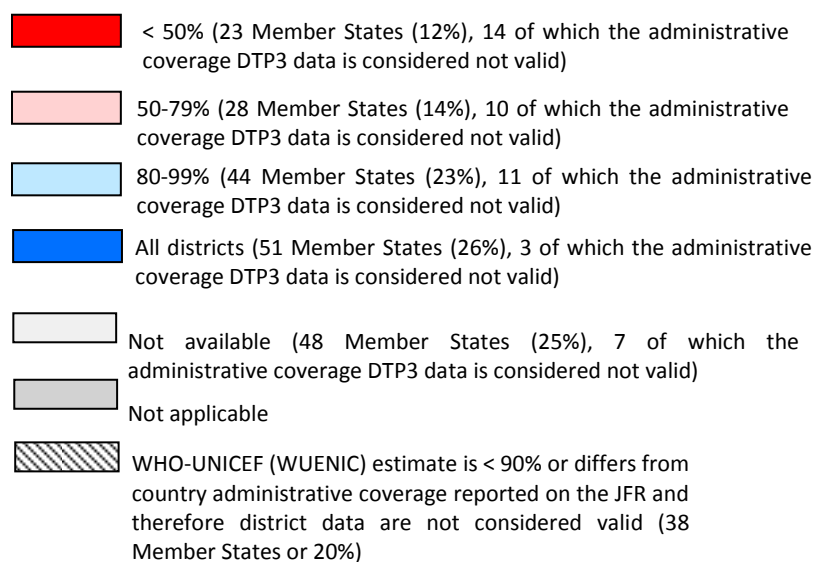 < 50% (23 Member States (12%), 14 of which the administrative
coverage DTP3 data is considered not valid)
50-79% (28 Member States (14%), 10 of which the administrative
coverage DTP3 data is considered not valid)
80-99% (44 Member States (23%), 11 of which the administrative
coverage DTP3 data is considered not valid)
All districts (51 Member States (26%), 3 of which the administrative
coverage DTP3 data is considered not valid)
Not available (48 Member States (25%), 7 of which the
administrative coverage DTP3 data is considered not valid)
Not applicable
WHO-UNICEF (WUENIC) estimate is < 90% or differs from
country administrative coverage reported on the JFR and
therefore district data are not considered valid (38
Member States or 20%)